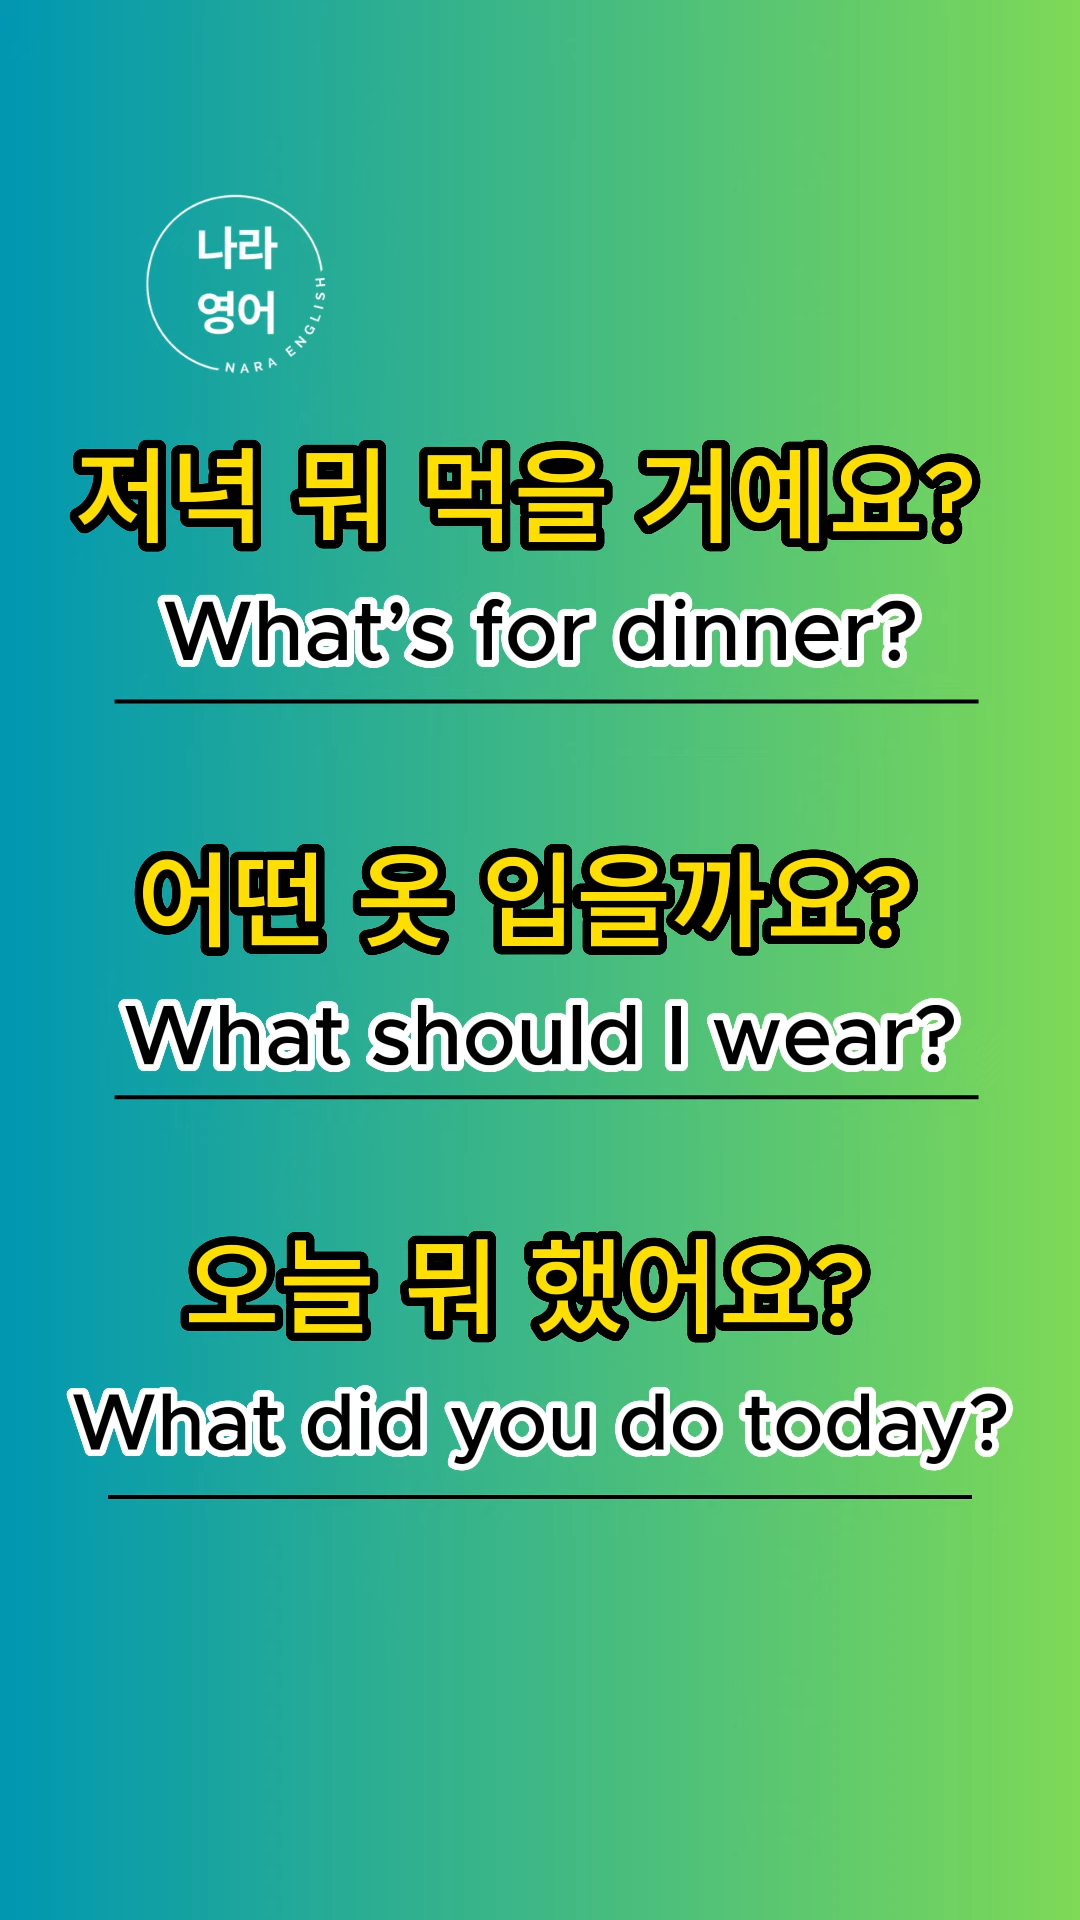 나라
영어
NARA ENGLISH
저녁 뭐 먹을 거예요?
What’s for dinner?
어떤 옷 입을까요?
What should I wear?
오늘 뭐 했어요?
What did you do today?